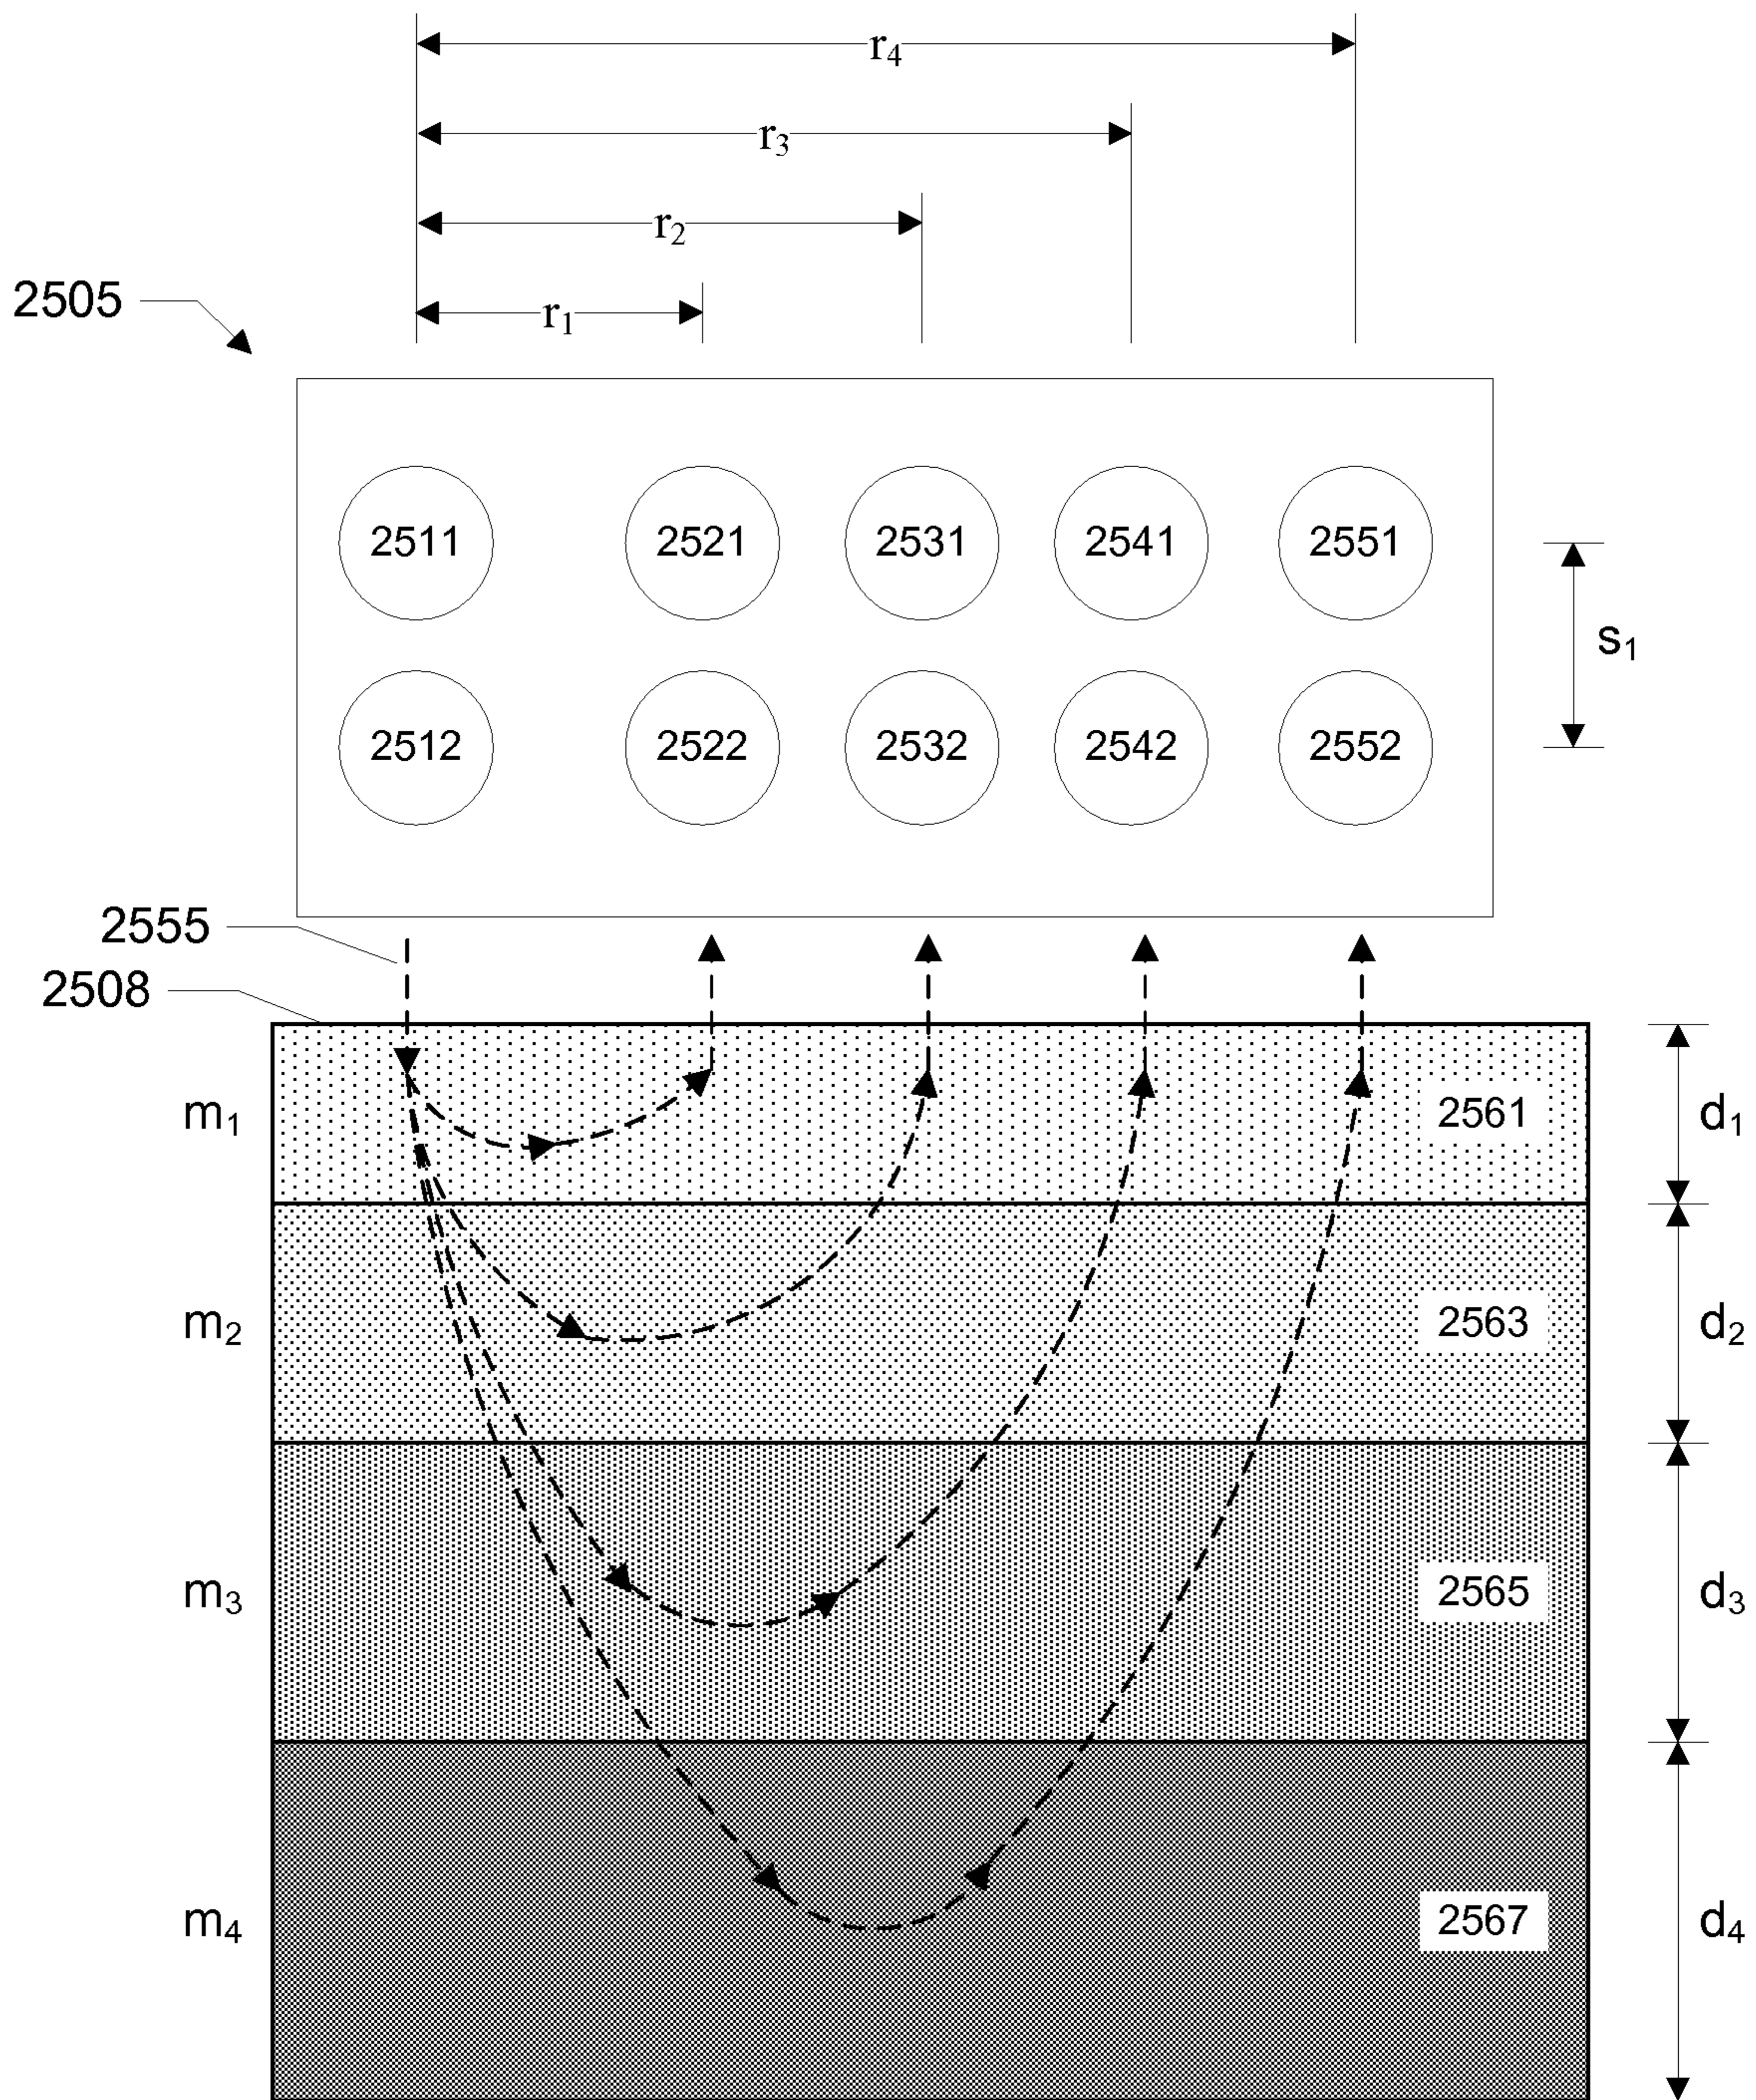 r₄
r₃
r₂
2505
r₁
2511 2521 2531 2541 2551
s₁
2512 2522 2532 2542 2552
2555
2508
m₁ 2561 d₁
m₂ 2563 d₂
m₃ 2565 d₃
m₄ 2567 d₄